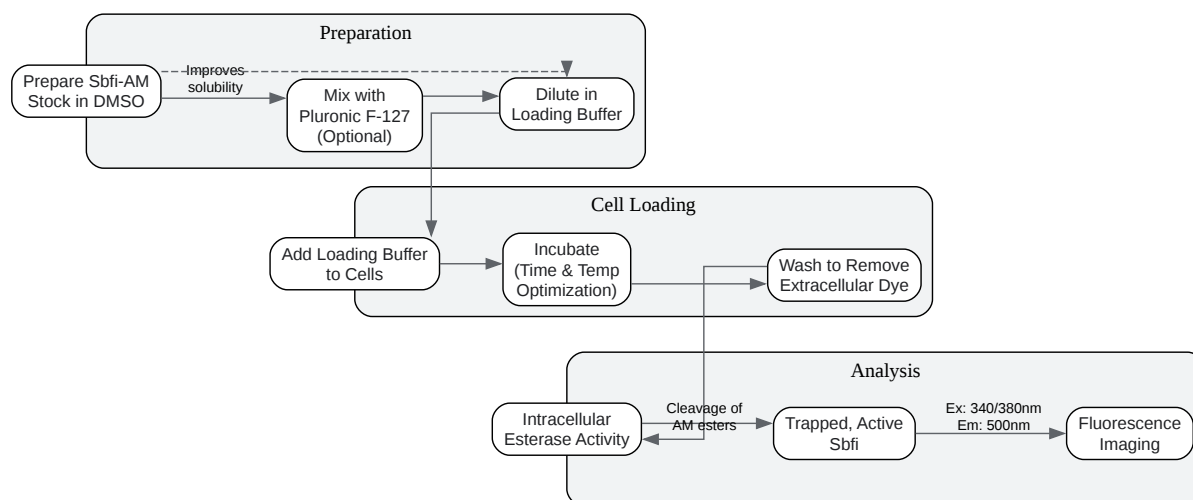 Preparation
Prepare Sbfi-AM
Stock in DMSO
Improves
solubility
Mix with
Pluronic F-127
(Optional)
Dilute in
Loading Buffer
Cell Loading
Add Loading Buffer
to Cells
Incubate
(Time & Temp
Optimization)
Wash to Remove
Extracellular Dye
Analysis
Intracellular
Esterase Activity
Cleavage of
AM esters
Trapped, Active
Sbfi
Ex: 340/380nm
Em: 500nm
Fluorescence
Imaging